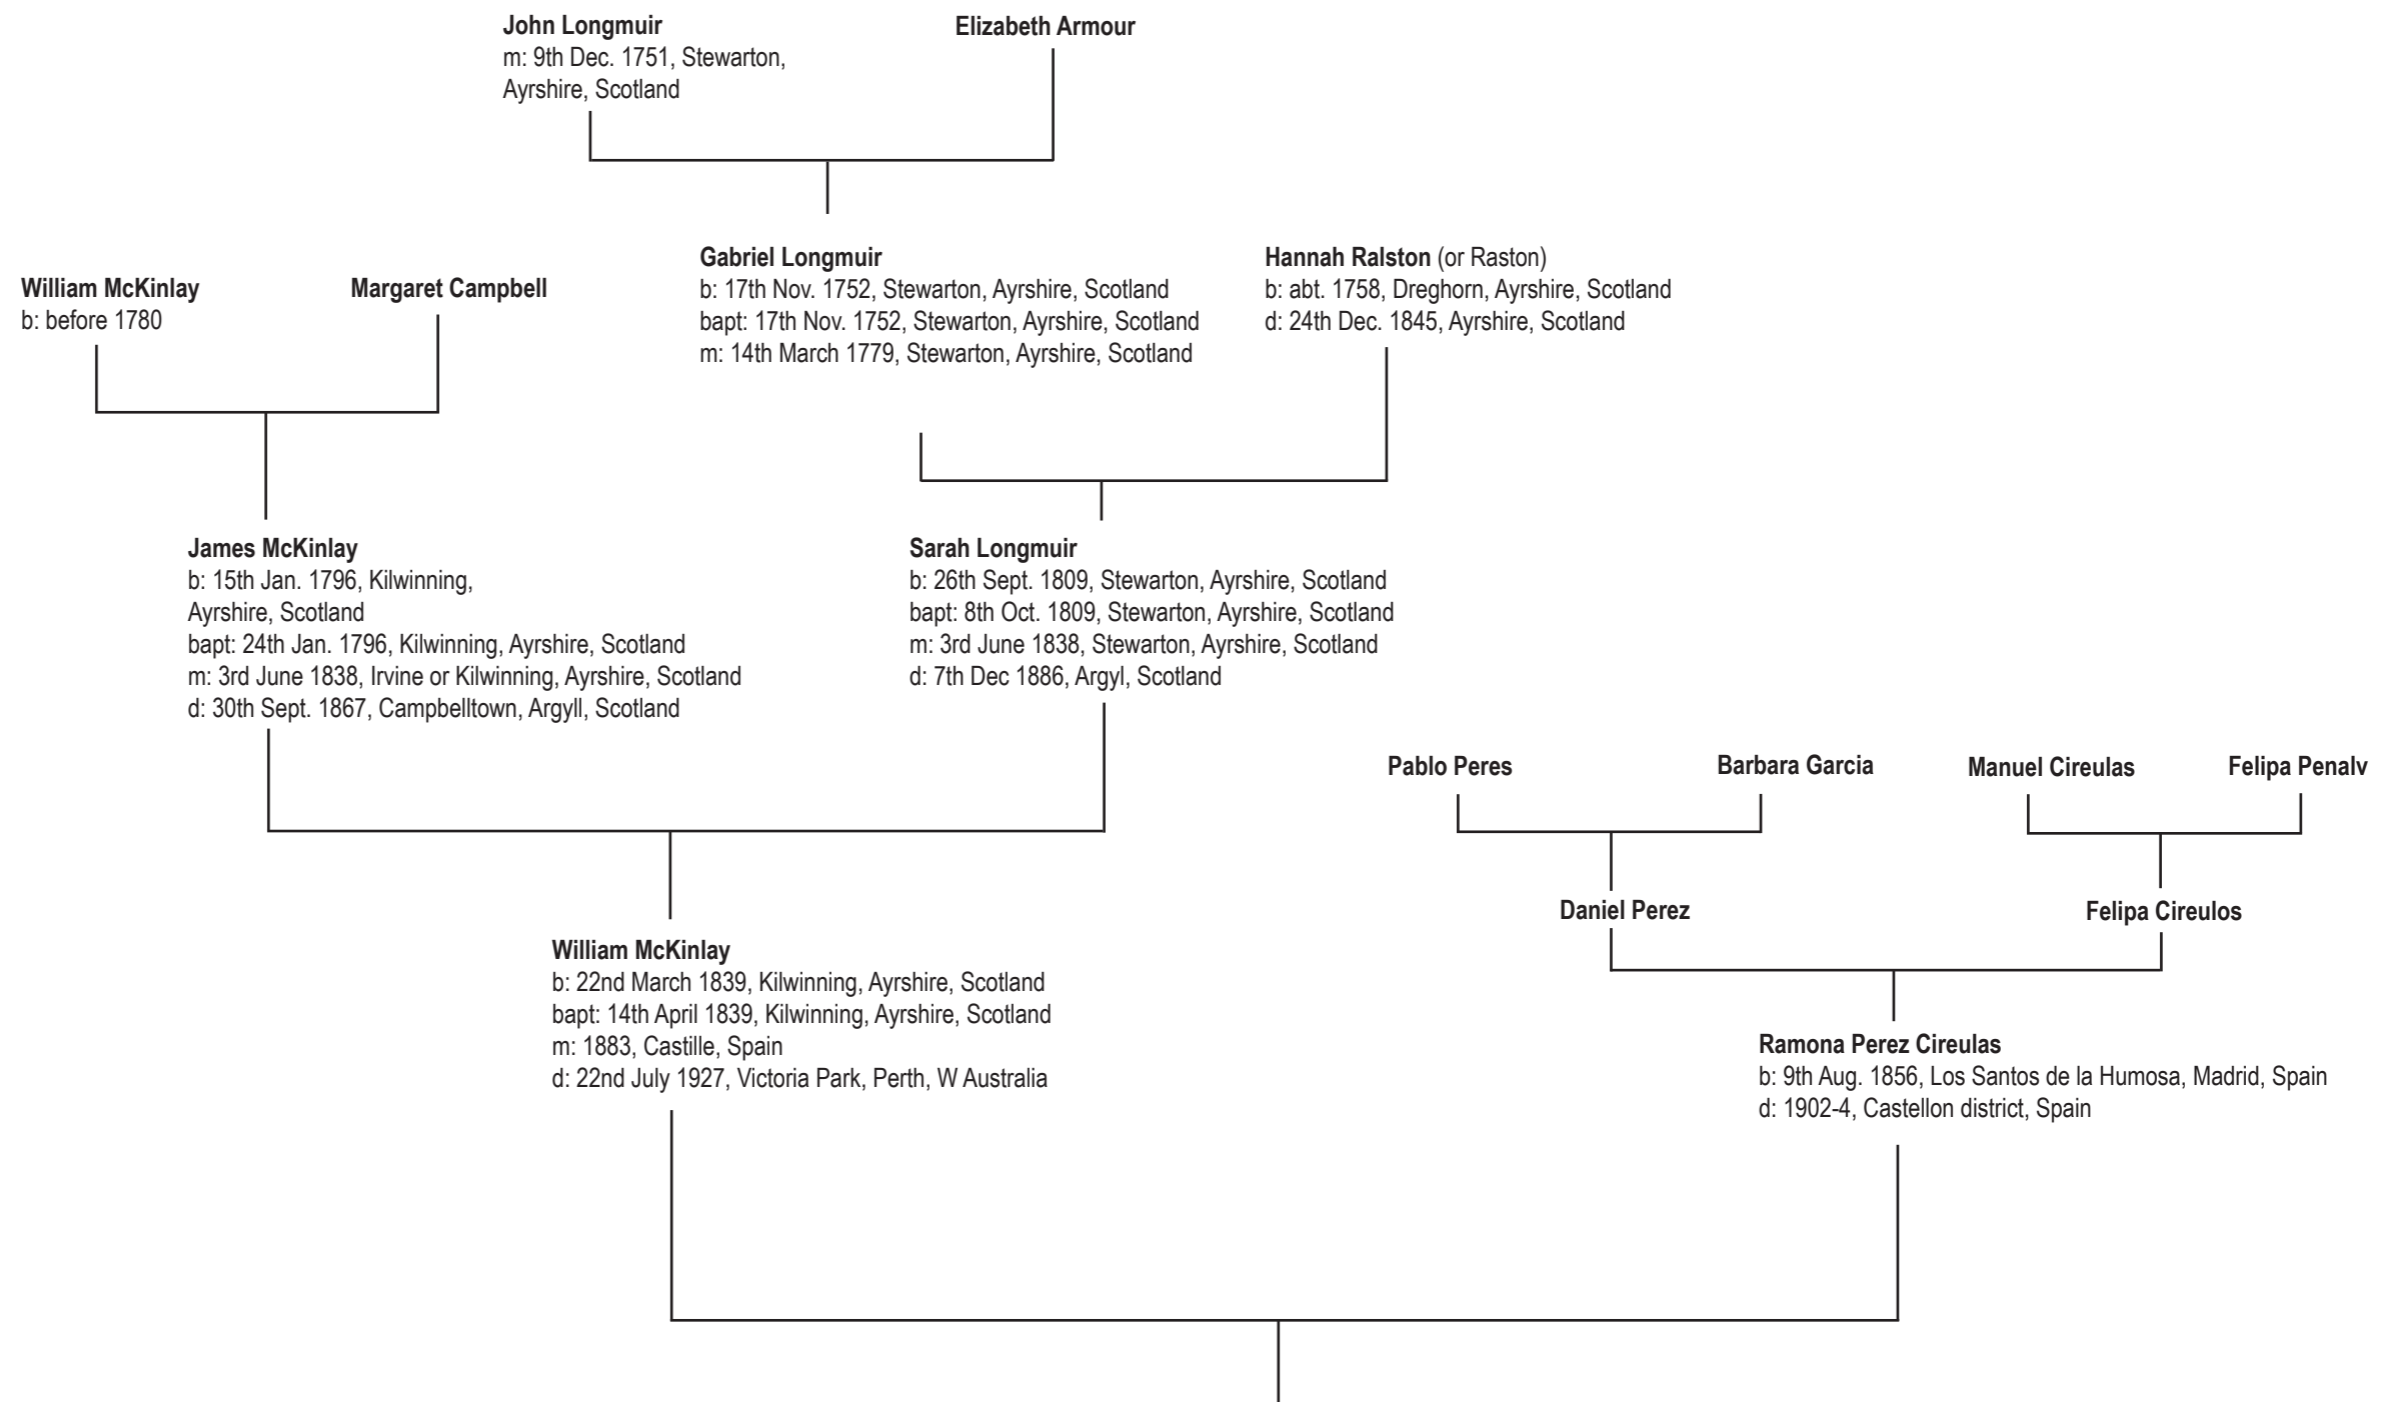 John Longmuir
m: 9th Dec. 1751, Stewarton,
Ayrshire, Scotland
Elizabeth Armour
William McKinlay
b: before 1780
Margaret Campbell
Gabriel Longmuir
b: 17th Nov. 1752, Stewarton, Ayrshire, Scotland
bapt: 17th Nov. 1752, Stewarton, Ayrshire, Scotland
m: 14th March 1779, Stewarton, Ayrshire, Scotland
Hannah Ralston (or Raston)
b: abt. 1758, Dreghorn, Ayrshire, Scotland
d: 24th Dec. 1845, Ayrshire, Scotland
James McKinlay
b: 15th Jan. 1796, Kilwinning,
Ayrshire, Scotland
bapt: 24th Jan. 1796, Kilwinning, Ayrshire, Scotland
m: 3rd June 1838, Irvine or Kilwinning, Ayrshire, Scotland
d: 30th Sept. 1867, Campbelltown, Argyll, Scotland
Sarah Longmuir
b: 26th Sept. 1809, Stewarton, Ayrshire, Scotland
bapt: 8th Oct. 1809, Stewarton, Ayrshire, Scotland
m: 3rd June 1838, Stewarton, Ayrshire, Scotland
d: 7th Dec 1886, Argyl, Scotland
Pablo Peres
Barbara Garcia
Manuel Cireulas
Felipa Penalv
Daniel Perez
Felipa Cireulos
William McKinlay
b: 22nd March 1839, Kilwinning, Ayrshire, Scotland
bapt: 14th April 1839, Kilwinning, Ayrshire, Scotland
m: 1883, Castille, Spain
d: 22nd July 1927, Victoria Park, Perth, W Australia
Ramona Perez Cireulas
b: 9th Aug. 1856, Los Santos de la Humosa, Madrid, Spain
d: 1902-4, Castellon district, Spain